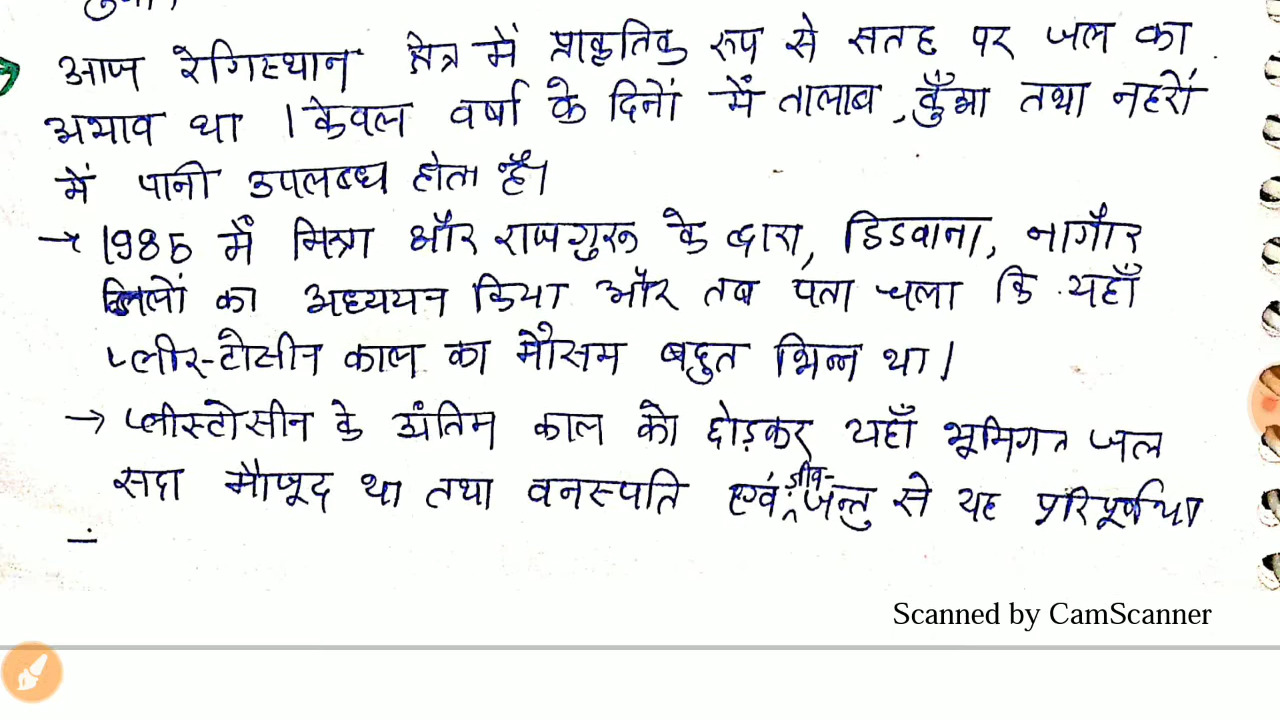 आज रेगिस्थान क्षेत्र में प्राकृतिक रूप से सतह पर जल का
अभाव था । केवल वर्षा के दिनों में तालाब, कुँआ तथा नहरों
में पानी उपलब्ध होता है।
→ 1985 में मिश्रा और राजगुरू के द्वारा, डिडवाना, नागौर
जिलों का अध्ययन किया और तब पता चला कि यहाँ
प्लीस्टोसीन काल का मौसम बहुत भिन्न था।
→ प्लीस्टोसीन के अंतिम काल को छोड़कर यहाँ भूमिगत जल
सदा मौजूद था तथा वनस्पति एवं जीव-जन्तु से यह परिपूर्ण था
Scanned by CamScanner